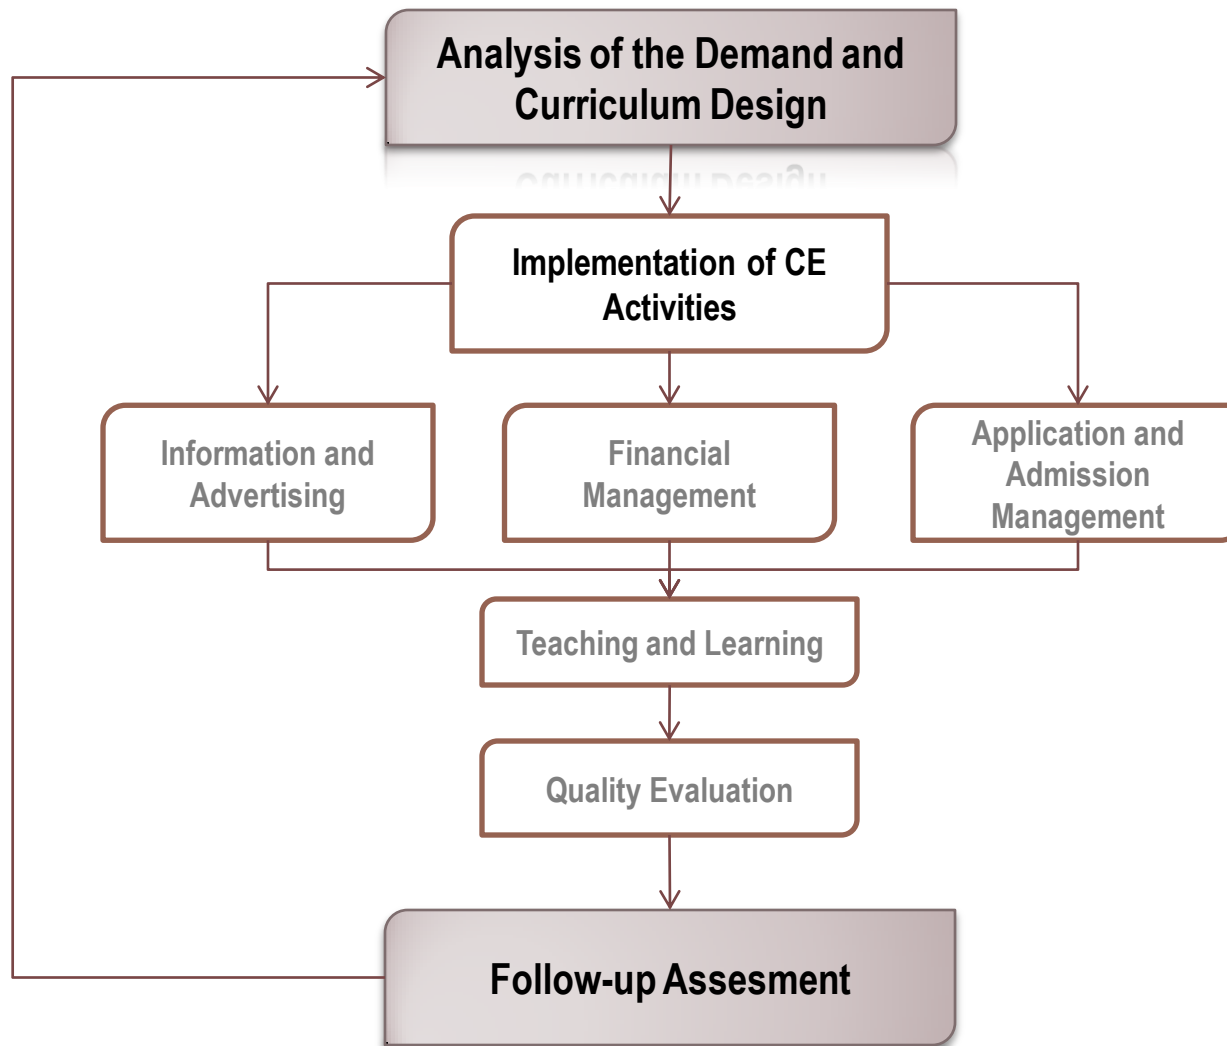 Analysis of the Demand and
Curriculum Design
Implementation of CE
Activities
Information and
Advertising
Financial
Management
Application and
Admission
Management
Teaching and Learning
Quality Evaluation
Follow-up Assesment